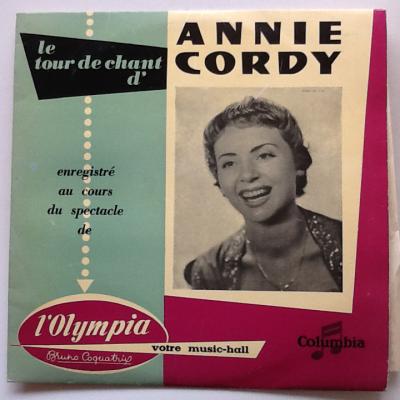 le
tour de chant
d'
ANNIE
CORDY
enregistré
au cours
du spectacle
de
l'Olympia
Bruno Coquatrix
votre music-hall
Columbia